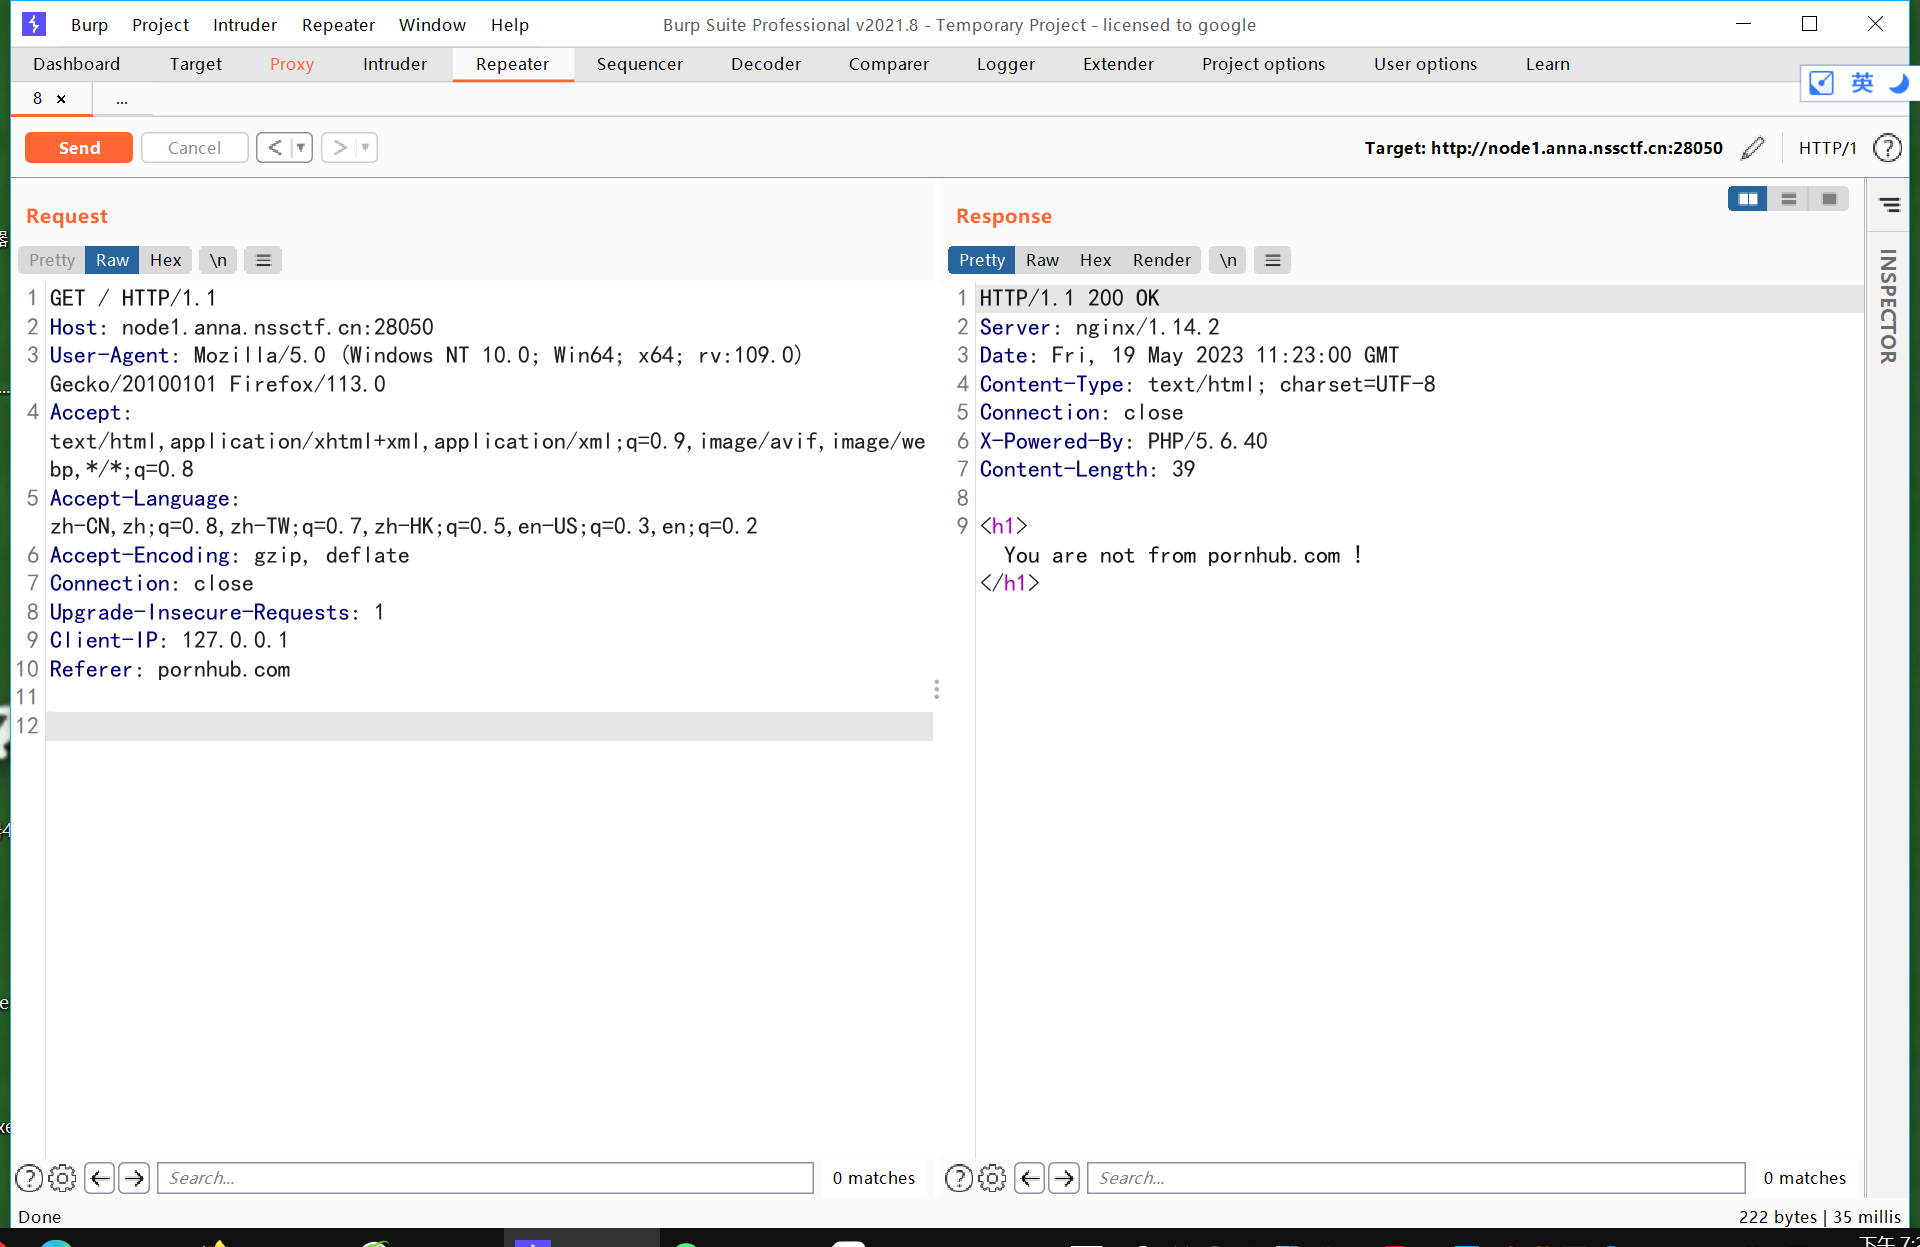 Burp Project Intruder Repeater Window Help Burp Suite Professional v2021.8 - Temporary Project - licensed to google
Dashboard Target Proxy Intruder Repeater Sequencer Decoder Comparer Logger Extender Project options User options Learn
英
8 × ...
Send Cancel < > Target: http://node1.anna.nssctf.cn:28050 HTTP/1 ?
Request
Pretty Raw Hex \n
1 GET / HTTP/1.1
2 Host: node1.anna.nssctf.cn:28050
3 User-Agent: Mozilla/5.0 (Windows NT 10.0; Win64; x64; rv:109.0)
Gecko/20100101 Firefox/113.0
4 Accept:
text/html,application/xhtml+xml,application/xml;q=0.9,image/avif,image/we
bp,*/*;q=0.8
5 Accept-Language:
zh-CN,zh;q=0.8,zh-TW;q=0.7,zh-HK;q=0.5,en-US;q=0.3,en;q=0.2
6 Accept-Encoding: gzip, deflate
7 Connection: close
8 Upgrade-Insecure-Requests: 1
9 Client-IP: 127.0.0.1
10 Referer: pornhub.com
11
12
Search... 0 matches
Response
Pretty Raw Hex Render \n
1 HTTP/1.1 200 OK
2 Server: nginx/1.14.2
3 Date: Fri, 19 May 2023 11:23:00 GMT
4 Content-Type: text/html; charset=UTF-8
5 Connection: close
6 X-Powered-By: PHP/5.6.40
7 Content-Length: 39
8
9 <h1>
You are not from pornhub.com !
</h1>
Search... 0 matches
INSPECTOR
Done 222 bytes | 35 millis